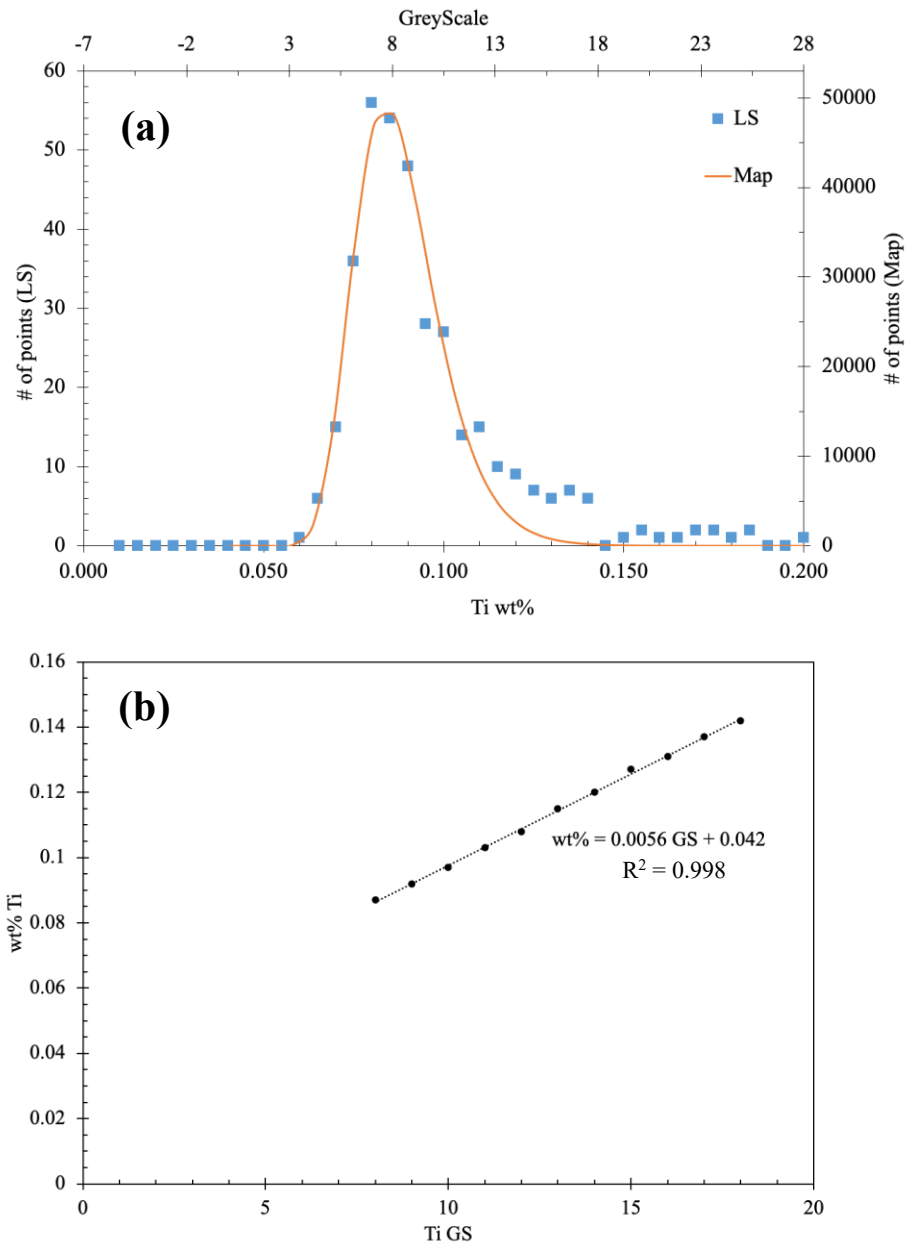 GreyScale
-7 -2 3 8 13 18 23 28
(a)
LS
Map
60
50
40
30
20
10
0
# of points (LS)
50000
40000
30000
20000
10000
0
# of points (Map)
0.000 0.050 0.100 0.150 0.200
Ti wt%
(b)
0.16
0.14
0.12
0.1
0.08
0.06
0.04
0.02
0
wt% Ti
wt% = 0.0056 GS + 0.042
R² = 0.998
0 5 10 15 20
Ti GS